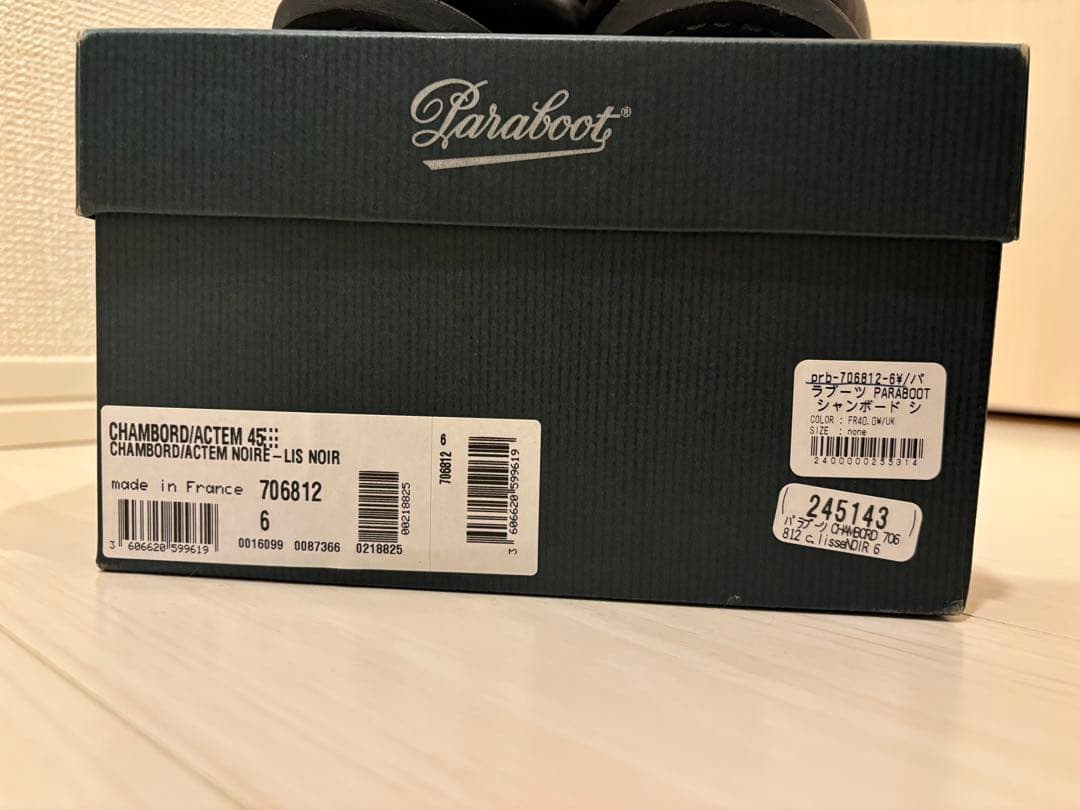 Paraboot®
CHAMBORD/ACTEM 45
CHAMBORD/ACTEM NOIRE-LIS NOIR
made in France 706812
6
3 606620 599619
0016099 0087366 0218825
00218825
6
706812
3 606620 599619
prb-706812-6¥/パ
ラブーツ PARABOOT
シャンボード シ
COLOR : FR40.0¥/UK
SIZE : none
2400000255314
245143
パラブーツ CHAMBORD 706
812 c.lisseNOIR 6